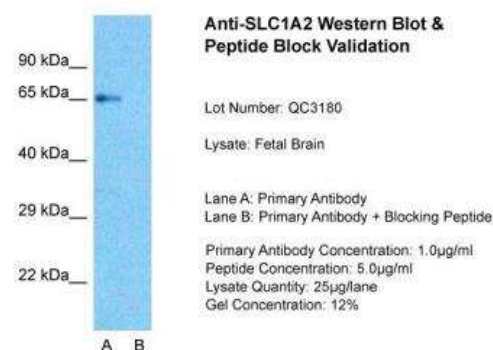 Anti-SLC1A2 Western Blot &
Peptide Block Validation
90 kDa
65 kDa
40 kDa
29 kDa
22 kDa
A B
Lot Number: QC3180
Lysate: Fetal Brain
Lane A: Primary Antibody
Lane B: Primary Antibody + Blocking Peptide
Primary Antibody Concentration: 1.0µg/ml
Peptide Concentration: 5.0µg/ml
Lysate Quantity: 25µg/lane
Gel Concentration: 12%